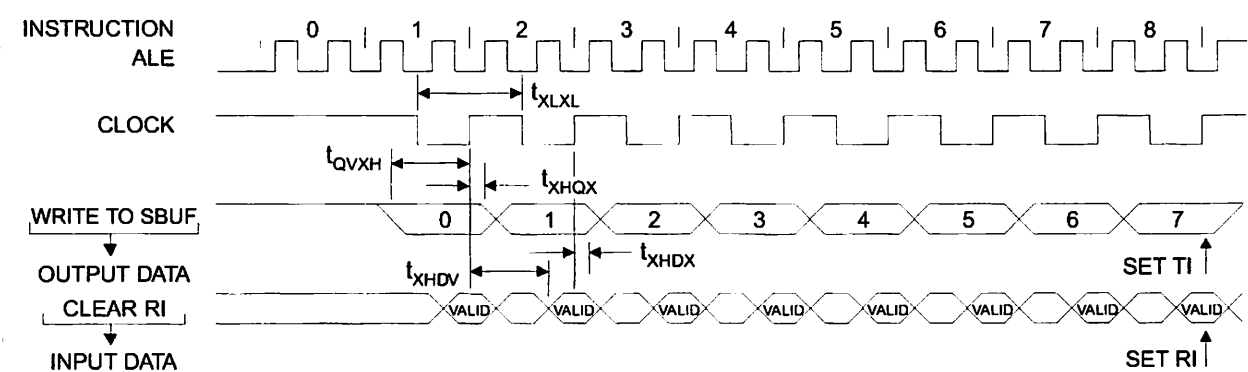 INSTRUCTION 0 1 2 3 4 5 6 7 8
ALE
tXLXL
CLOCK
tQVXH
tXHQX
WRITE TO SBUF 0 1 2 3 4 5 6 7
tXHDX
OUTPUT DATA tXHDV SET TI
CLEAR RI VALID VALID VALID VALID VALID VALID VALID VALID
INPUT DATA SET RI